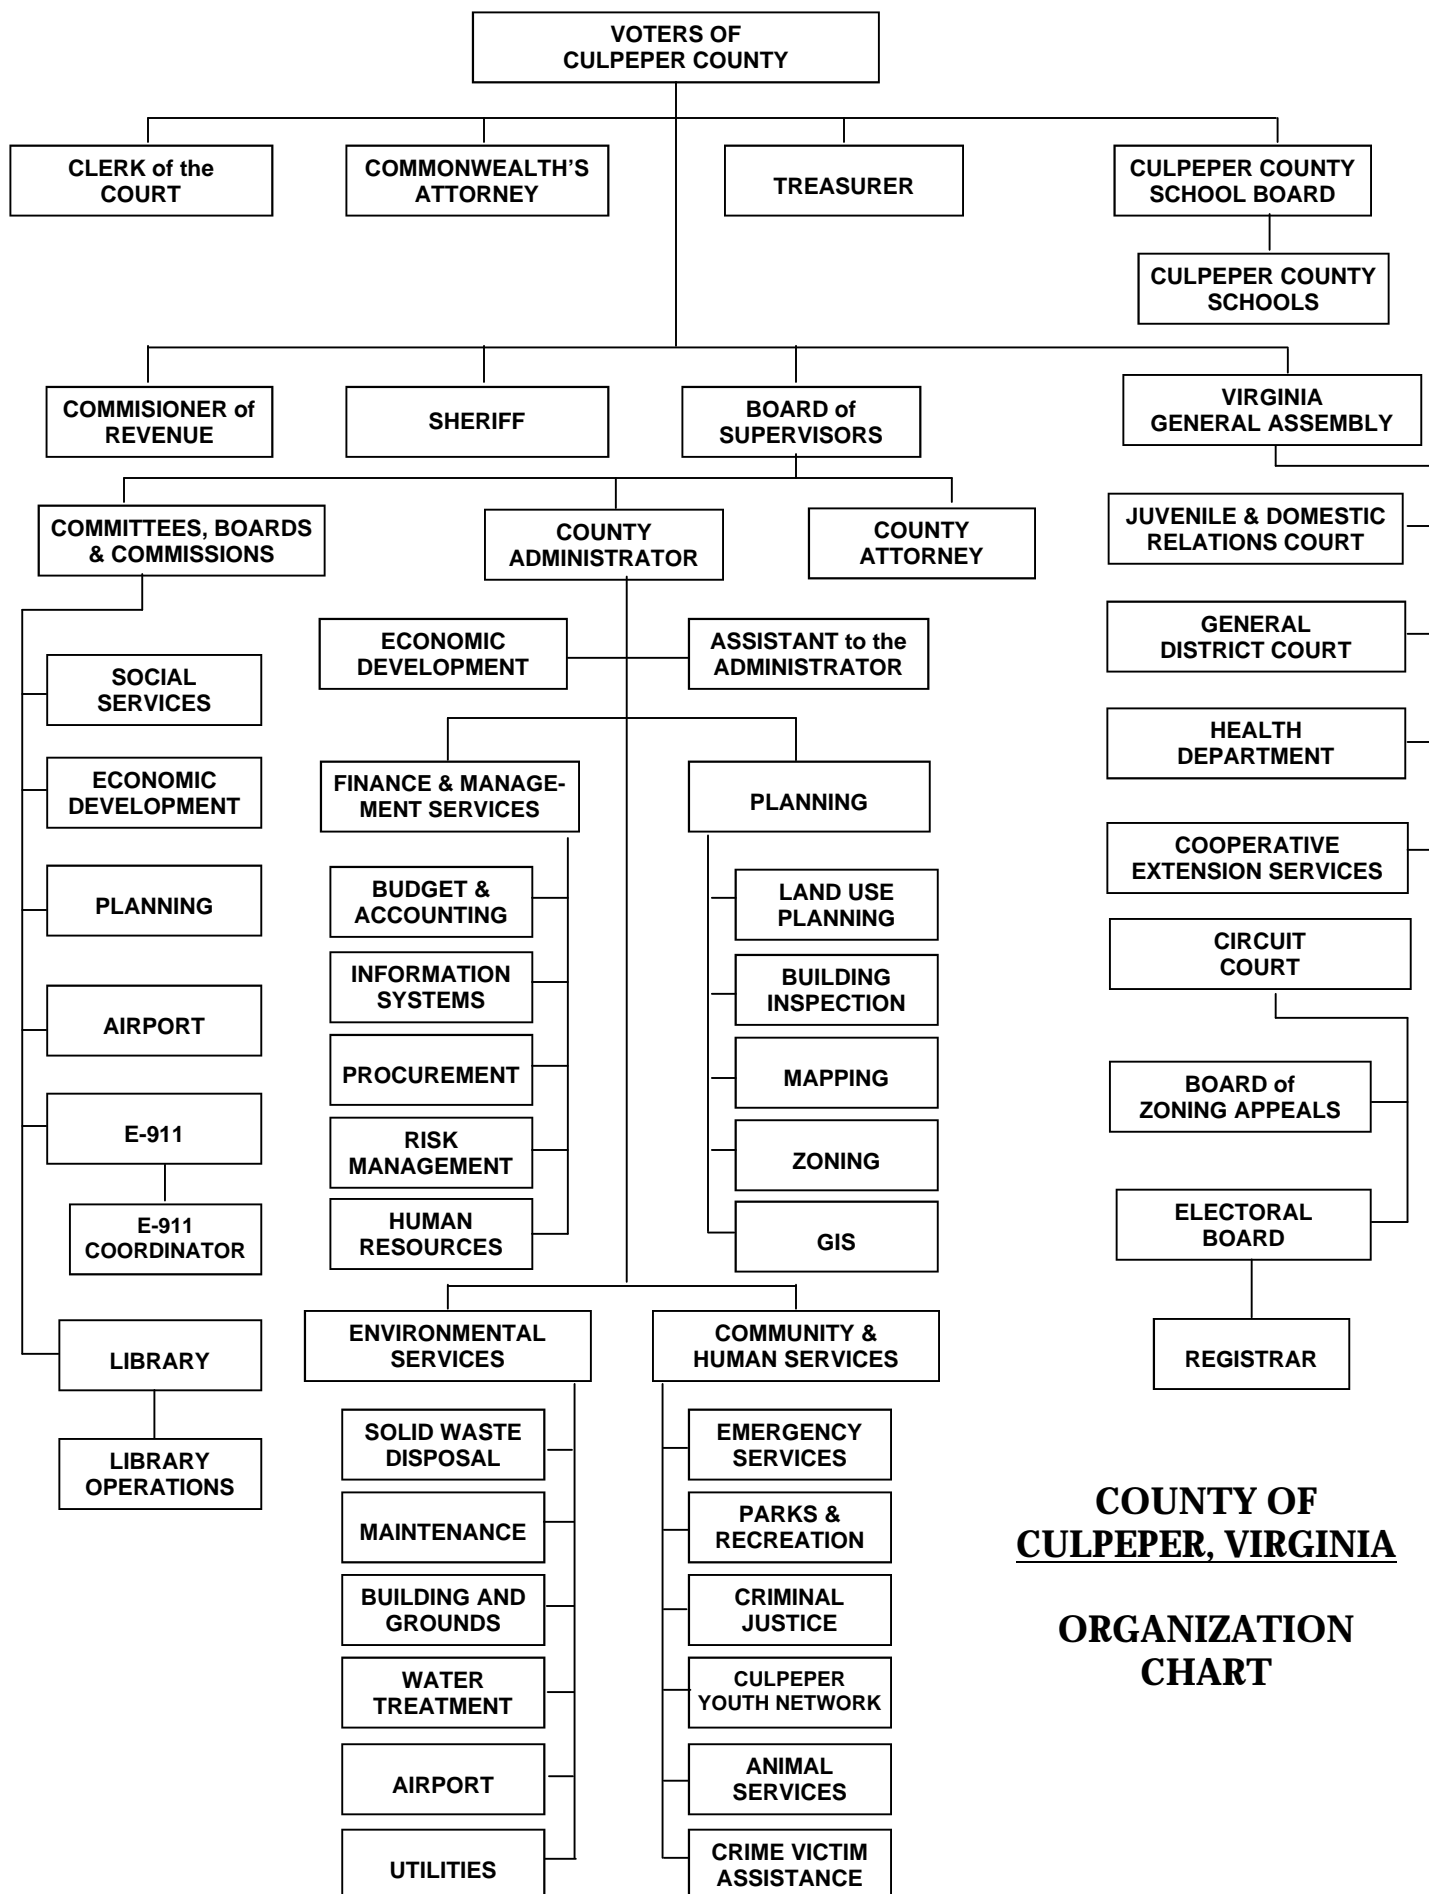 VOTERS OF
CULPEPER COUNTY
CLERK of the
COURT
COMMONWEALTH'S
ATTORNEY
TREASURER
CULPEPER COUNTY
SCHOOL BOARD
CULPEPER COUNTY
SCHOOLS
COMMISIONER of
REVENUE
SHERIFF
BOARD of
SUPERVISORS
VIRGINIA
GENERAL ASSEMBLY
COMMITTEES, BOARDS
& COMMISSIONS
COUNTY
ADMINISTRATOR
COUNTY
ATTORNEY
JUVENILE & DOMESTIC
RELATIONS COURT
GENERAL
DISTRICT COURT
HEALTH
DEPARTMENT
COOPERATIVE
EXTENSION SERVICES
CIRCUIT
COURT
BOARD of
ZONING APPEALS
ELECTORAL
BOARD
REGISTRAR
SOCIAL
SERVICES
ECONOMIC
DEVELOPMENT
PLANNING
AIRPORT
E-911
E-911
COORDINATOR
LIBRARY
LIBRARY
OPERATIONS
ECONOMIC
DEVELOPMENT
ASSISTANT to the
ADMINISTRATOR
FINANCE & MANAGE-
MENT SERVICES
BUDGET &
ACCOUNTING
INFORMATION
SYSTEMS
PROCUREMENT
RISK
MANAGEMENT
HUMAN
RESOURCES
PLANNING
LAND USE
PLANNING
BUILDING
INSPECTION
MAPPING
ZONING
GIS
ENVIRONMENTAL
SERVICES
SOLID WASTE
DISPOSAL
MAINTENANCE
BUILDING AND
GROUNDS
WATER
TREATMENT
AIRPORT
UTILITIES
COMMUNITY &
HUMAN SERVICES
EMERGENCY
SERVICES
PARKS &
RECREATION
CRIMINAL
JUSTICE
CULPEPER
YOUTH NETWORK
ANIMAL
SERVICES
CRIME VICTIM
ASSISTANCE
COUNTY OF
CULPEPER, VIRGINIA
ORGANIZATION
CHART